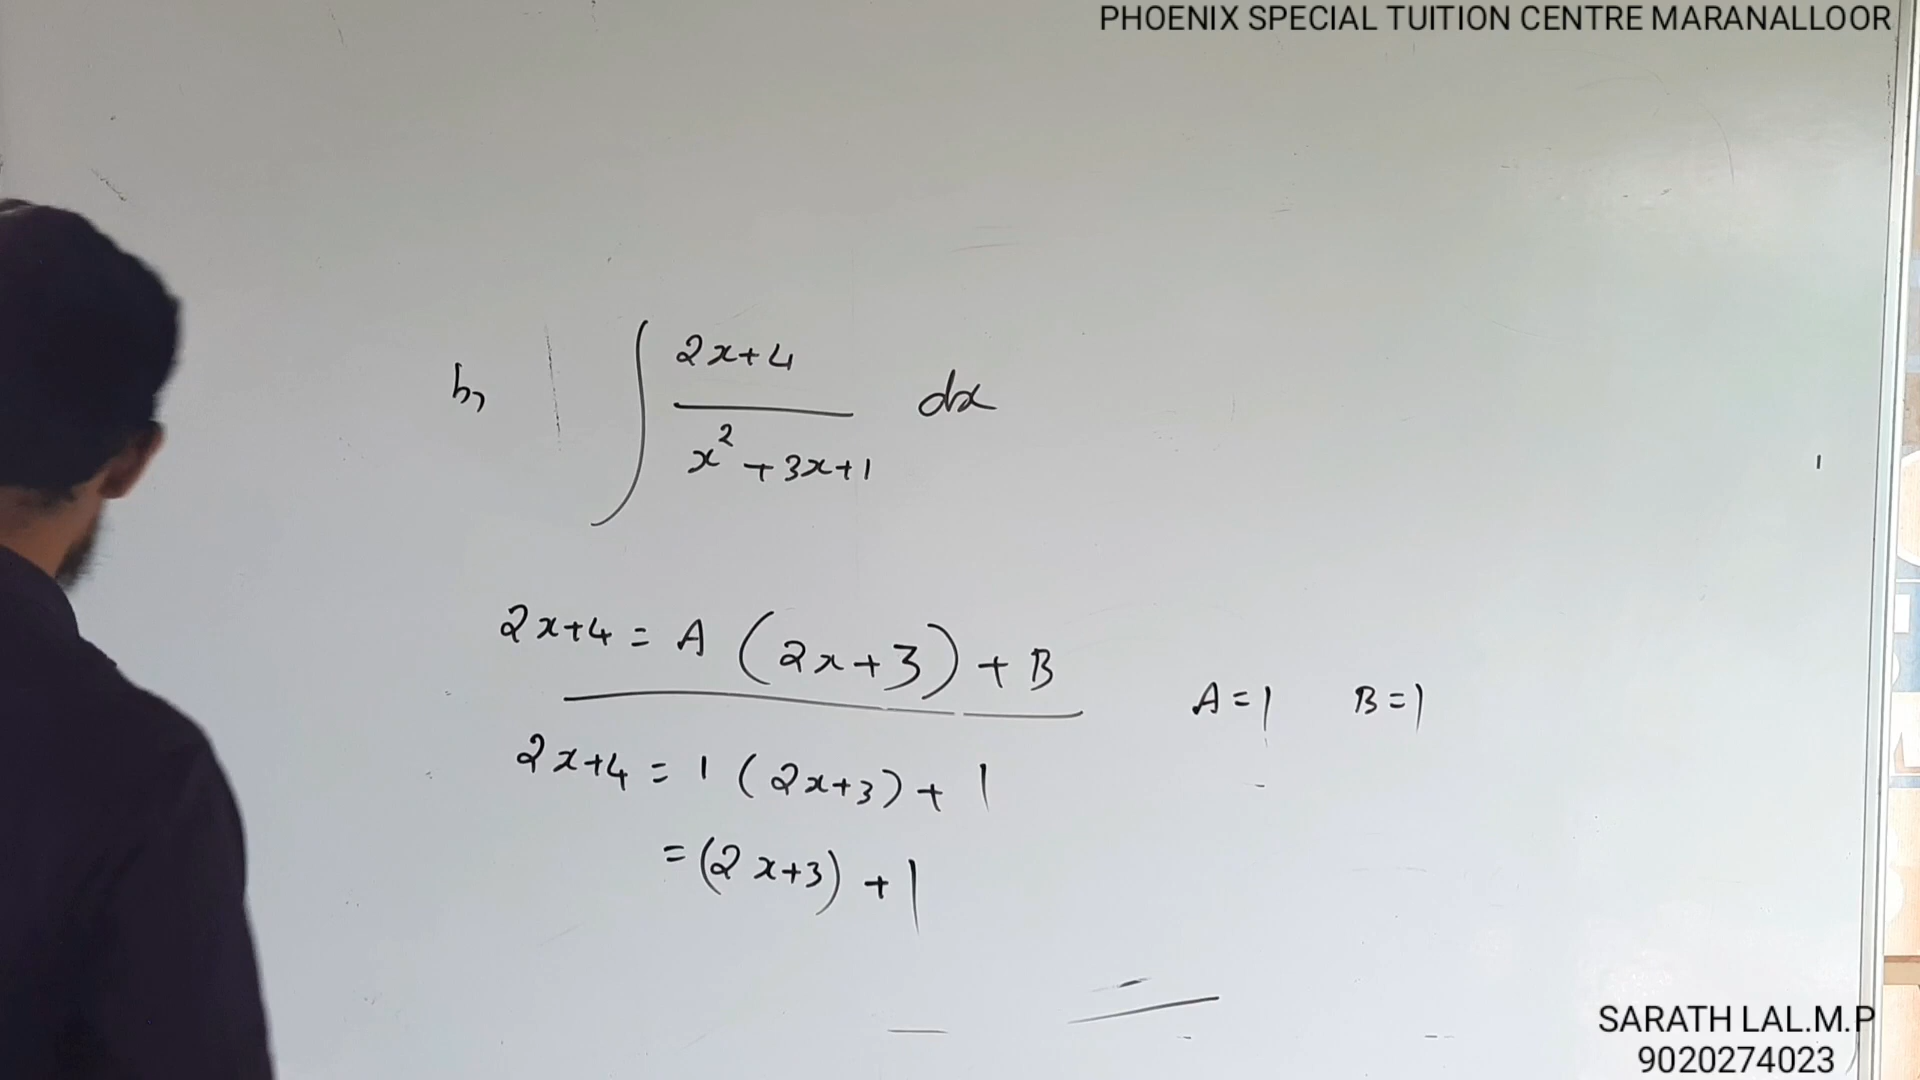 PHOENIX SPECIAL TUITION CENTRE MARANALLOOR
b, ∫ (2x+4)/(x²+3x+1) dx
2x+4 = A (2x+3) + B
A=1 B=1
2x+4 = 1 (2x+3) + 1
= (2x+3) + 1
SARATH LAL.M.P
9020274023